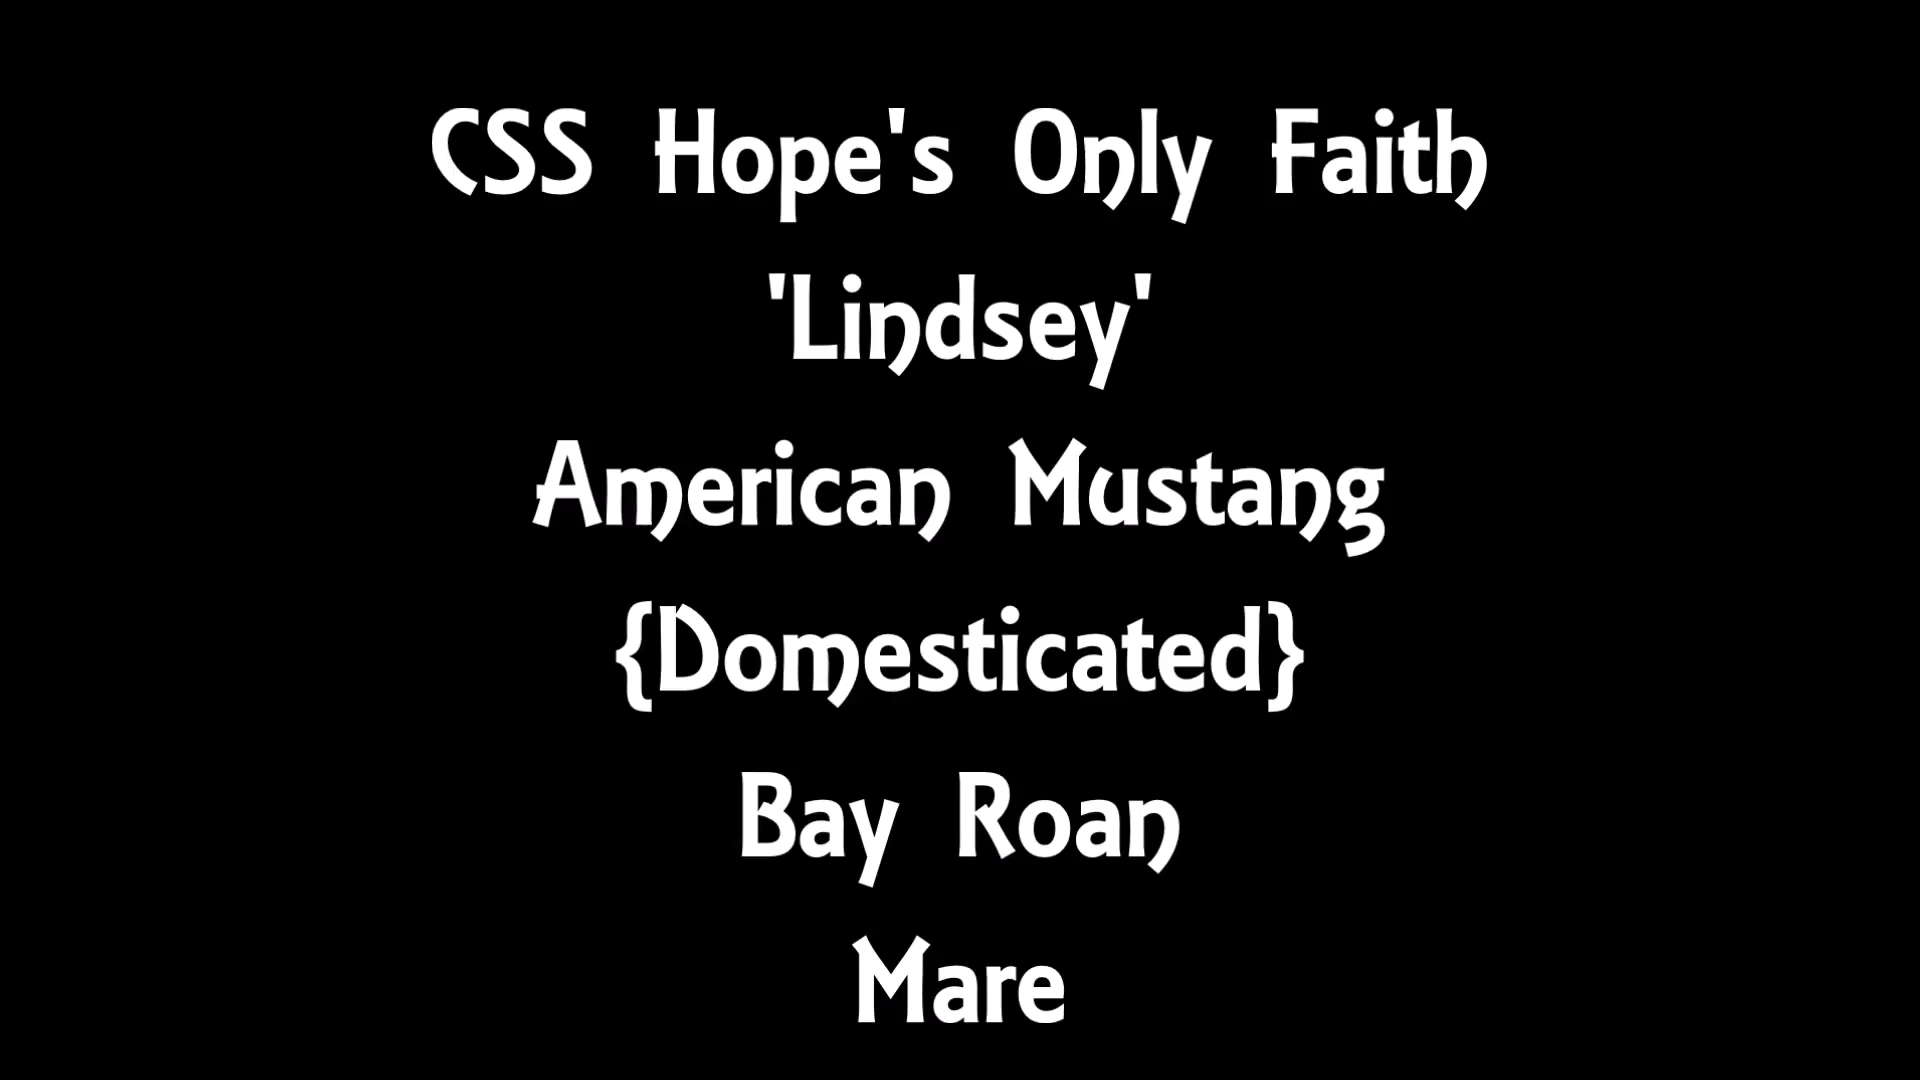 CSS Hope's Only Faith
'Lindsey'
American Mustang
{Domesticated}
Bay Roan
Mare